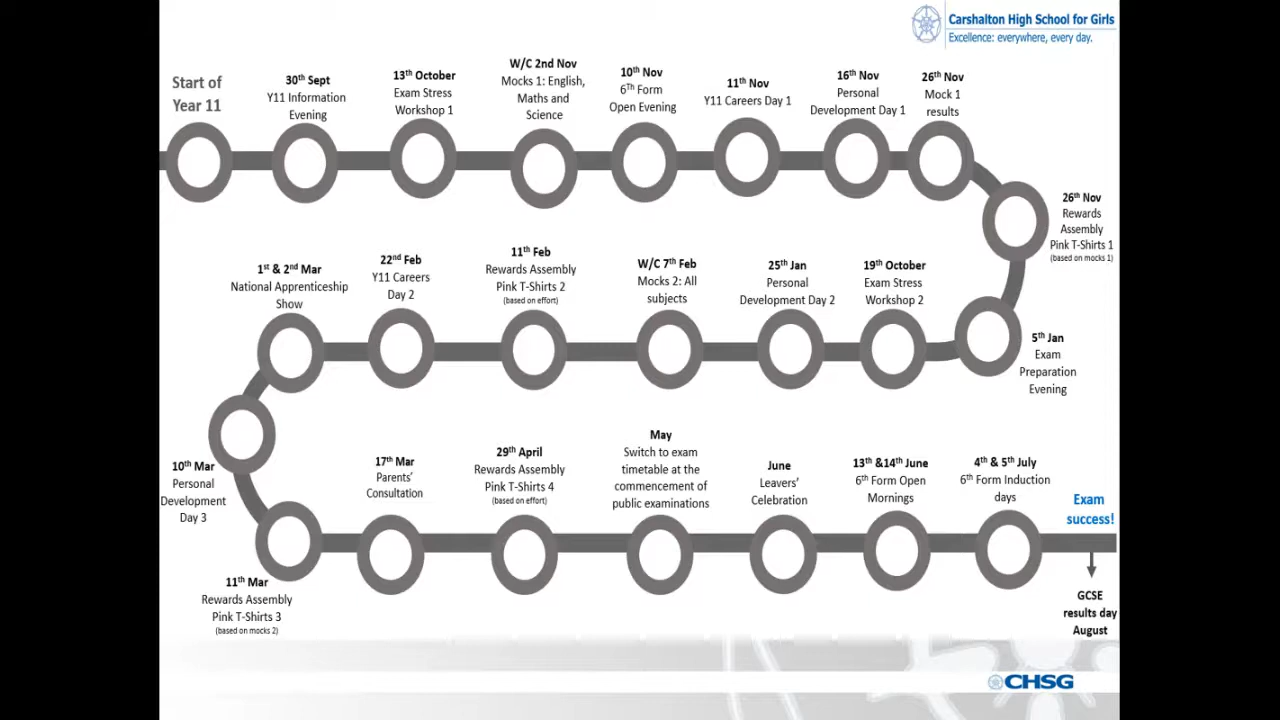 Carshalton High School for Girls
Excellence: everywhere, every day.
Start of
Year 11
30th Sept
Y11 Information
Evening
13th October
Exam Stress
Workshop 1
W/C 2nd Nov
Mocks 1: English,
Maths and
Science
10th Nov
6Th Form
Open Evening
11th Nov
Y11 Careers Day 1
16th Nov
Personal
Development Day 1
26th Nov
Mock 1
results
26th Nov
Rewards
Assembly
Pink T-Shirts 1
(based on mocks 1)
5th Jan
Exam
Preparation
Evening
19th October
Exam Stress
Workshop 2
25th Jan
Personal
Development Day 2
W/C 7th Feb
Mocks 2: All
subjects
11th Feb
Rewards Assembly
Pink T-Shirts 2
(based on effort)
22nd Feb
Y11 Careers
Day 2
1st & 2nd Mar
National Apprenticeship
Show
10th Mar
Personal
Development
Day 3
11th Mar
Rewards Assembly
Pink T-Shirts 3
(based on mocks 2)
17th Mar
Parents'
Consultation
29th April
Rewards Assembly
Pink T-Shirts 4
(based on effort)
May
Switch to exam
timetable at the
commencement of
public examinations
June
Leavers'
Celebration
13th &14th June
6th Form Open
Mornings
4th & 5th July
6th Form Induction
days
Exam
success!
GCSE
results day
August
CHSG